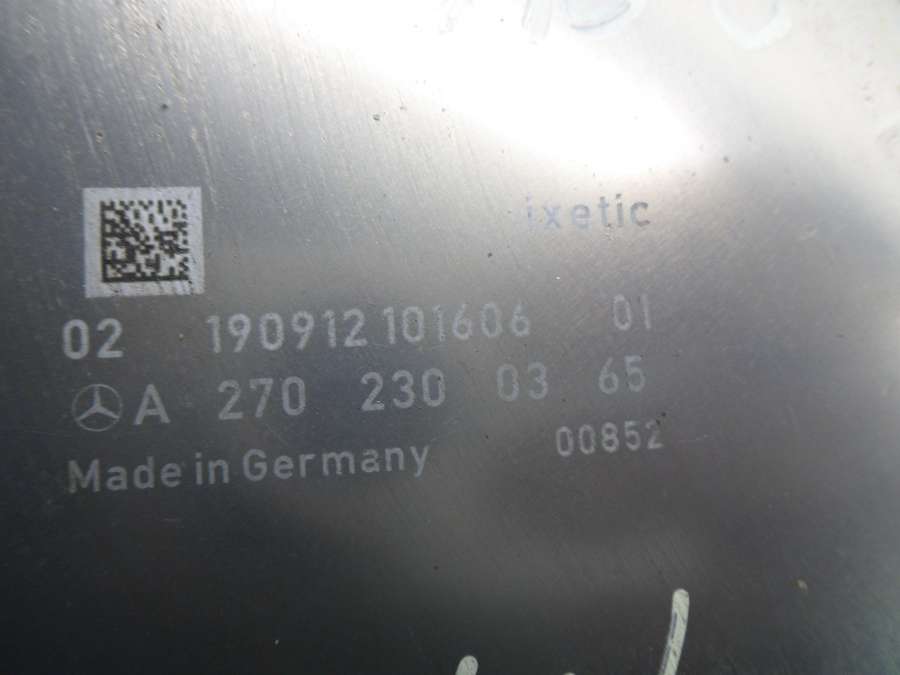 ixetic
02 190912 101606 01
A 270 230 03 65
Made in Germany 00852